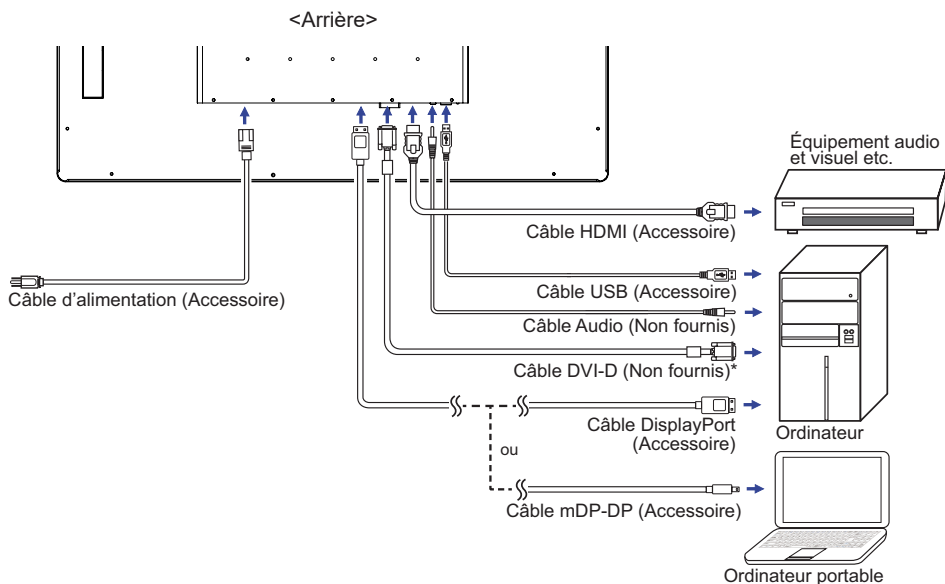 <Arrière>
Équipement audio
et visuel etc.
Câble HDMI (Accessoire)
Câble d’alimentation (Accessoire)
Câble USB (Accessoire)
Câble Audio (Non fournis)
Câble DVI-D (Non fournis)*
Câble DisplayPort
(Accessoire)
Ordinateur
ou
Câble mDP-DP (Accessoire)
Ordinateur portable